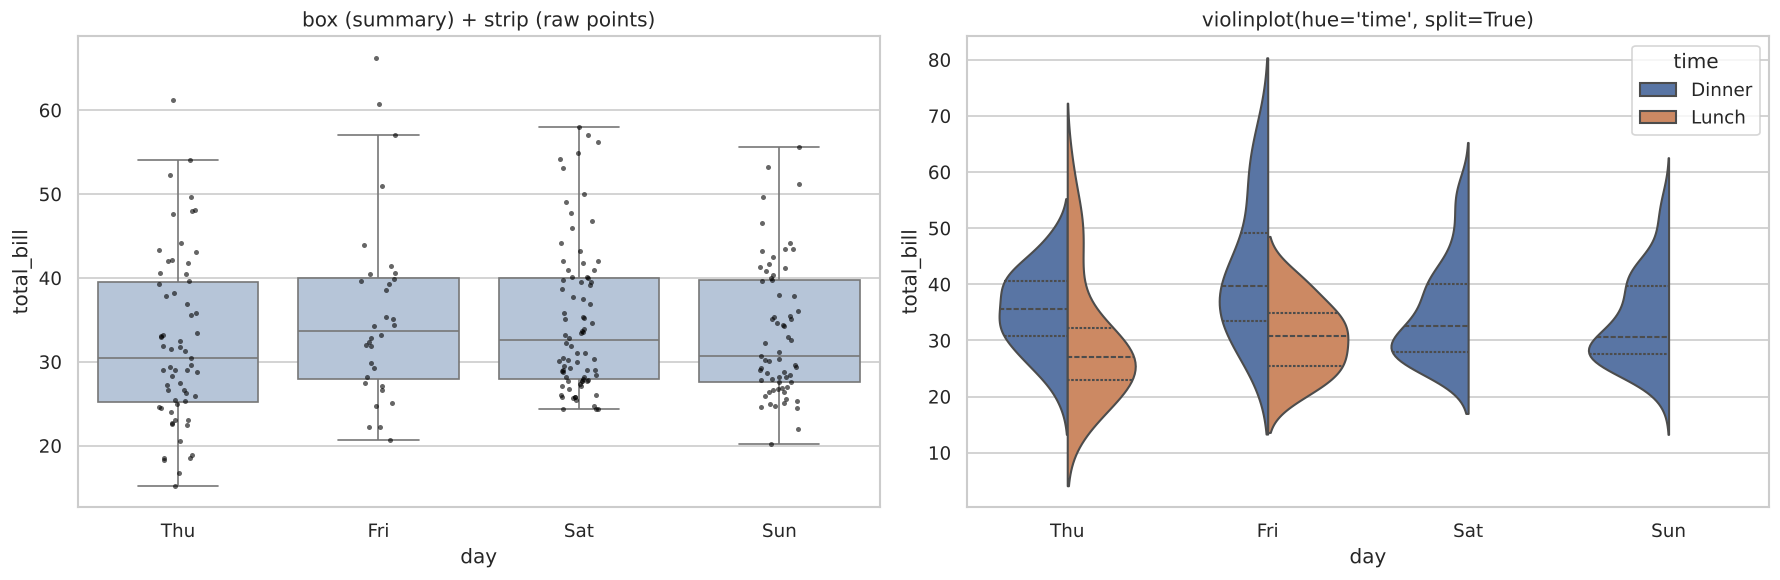 box (summary) + strip (raw points)
total_bill
60
50
40
30
20
Thu Fri Sat Sun
day
violinplot(hue='time', split=True)
total_bill
80
70
60
50
40
30
20
10
time
Dinner
Lunch
Thu Fri Sat Sun
day